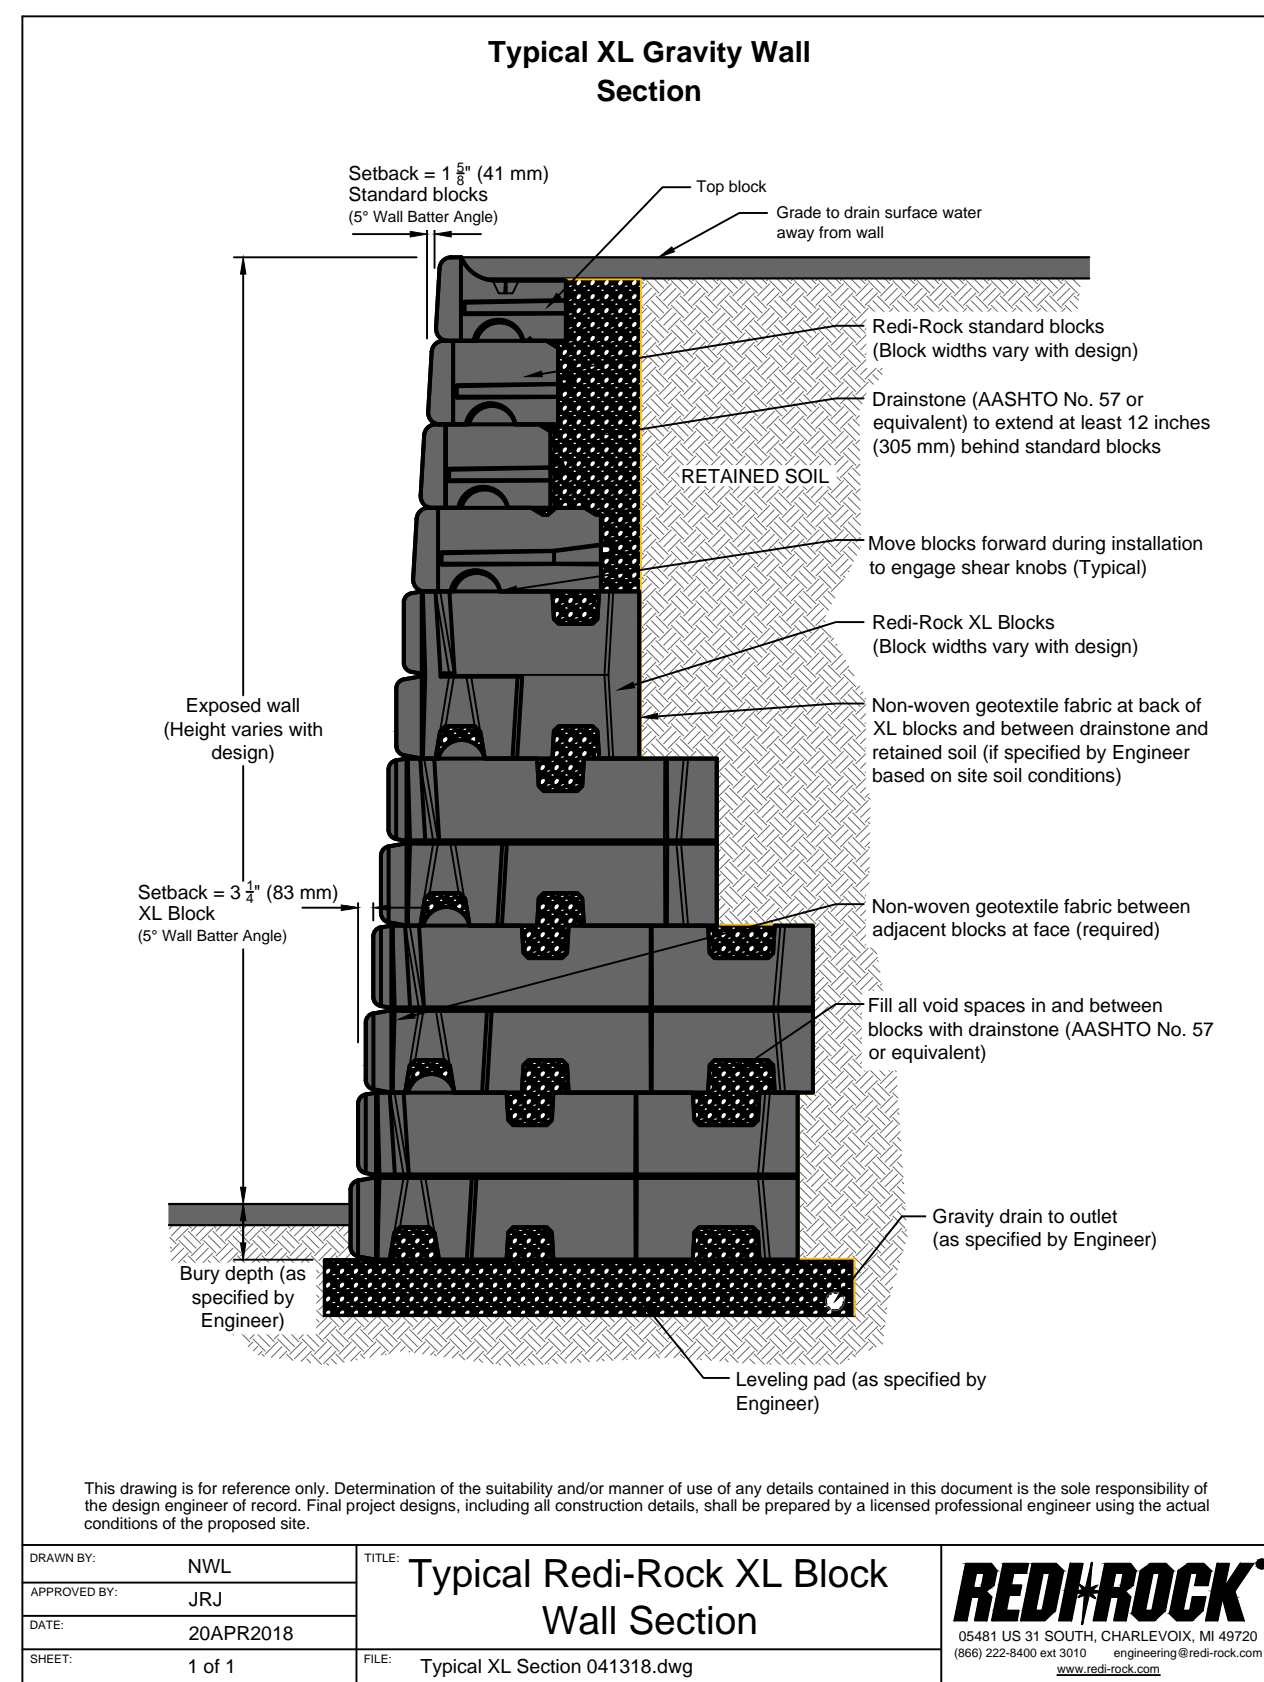 Typical XL Gravity Wall
Section
Setback = 1 5/8" (41 mm)
Standard blocks
(5° Wall Batter Angle)
Top block
Grade to drain surface water
away from wall
Redi-Rock standard blocks
(Block widths vary with design)
Drainstone (AASHTO No. 57 or
equivalent) to extend at least 12 inches
(305 mm) behind standard blocks
RETAINED SOIL
Move blocks forward during installation
to engage shear knobs (Typical)
Redi-Rock XL Blocks
(Block widths vary with design)
Exposed wall
(Height varies with
design)
Non-woven geotextile fabric at back of
XL blocks and between drainstone and
retained soil (if specified by Engineer
based on site soil conditions)
Setback = 3 1/4" (83 mm)
XL Block
(5° Wall Batter Angle)
Non-woven geotextile fabric between
adjacent blocks at face (required)
Fill all void spaces in and between
blocks with drainstone (AASHTO No. 57
or equivalent)
Gravity drain to outlet
(as specified by Engineer)
Bury depth (as
specified by
Engineer)
Leveling pad (as specified by
Engineer)
This drawing is for reference only. Determination of the suitability and/or manner of use of any details contained in this document is the sole responsibility of
the design engineer of record. Final project designs, including all construction details, shall be prepared by a licensed professional engineer using the actual
conditions of the proposed site.
DRAWN BY: NWL
APPROVED BY: JRJ
DATE: 20APR2018
SHEET: 1 of 1
TITLE: Typical Redi-Rock XL Block
Wall Section
FILE: Typical XL Section 041318.dwg
REDI-ROCK
05481 US 31 SOUTH, CHARLEVOIX, MI 49720
(866) 222-8400 ext 3010 engineering@redi-rock.com
www.redi-rock.com